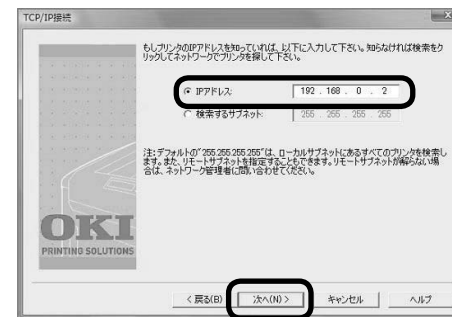 TCP/IP接続
もしプリンタのIPアドレスを知っていれば、以下に入力して下さい。知らなければ検索をク
リックしてネットワークでプリンタを探して下さい。
IPアドレス: 192 . 168 . 0 . 2
検索するサブネット: 255 . 255 . 255 . 255
注:デフォルトの"255.255.255.255"は、ローカルサブネットにあるすべてのプリンタを検索し
ます。また、リモートサブネットを指定することもできます。リモートサブネットが解らない場
合は、ネットワーク管理者に問い合わせてください。
OKI
PRINTING SOLUTIONS
< 戻る(B) 次へ(N) > キャンセル ヘルプ